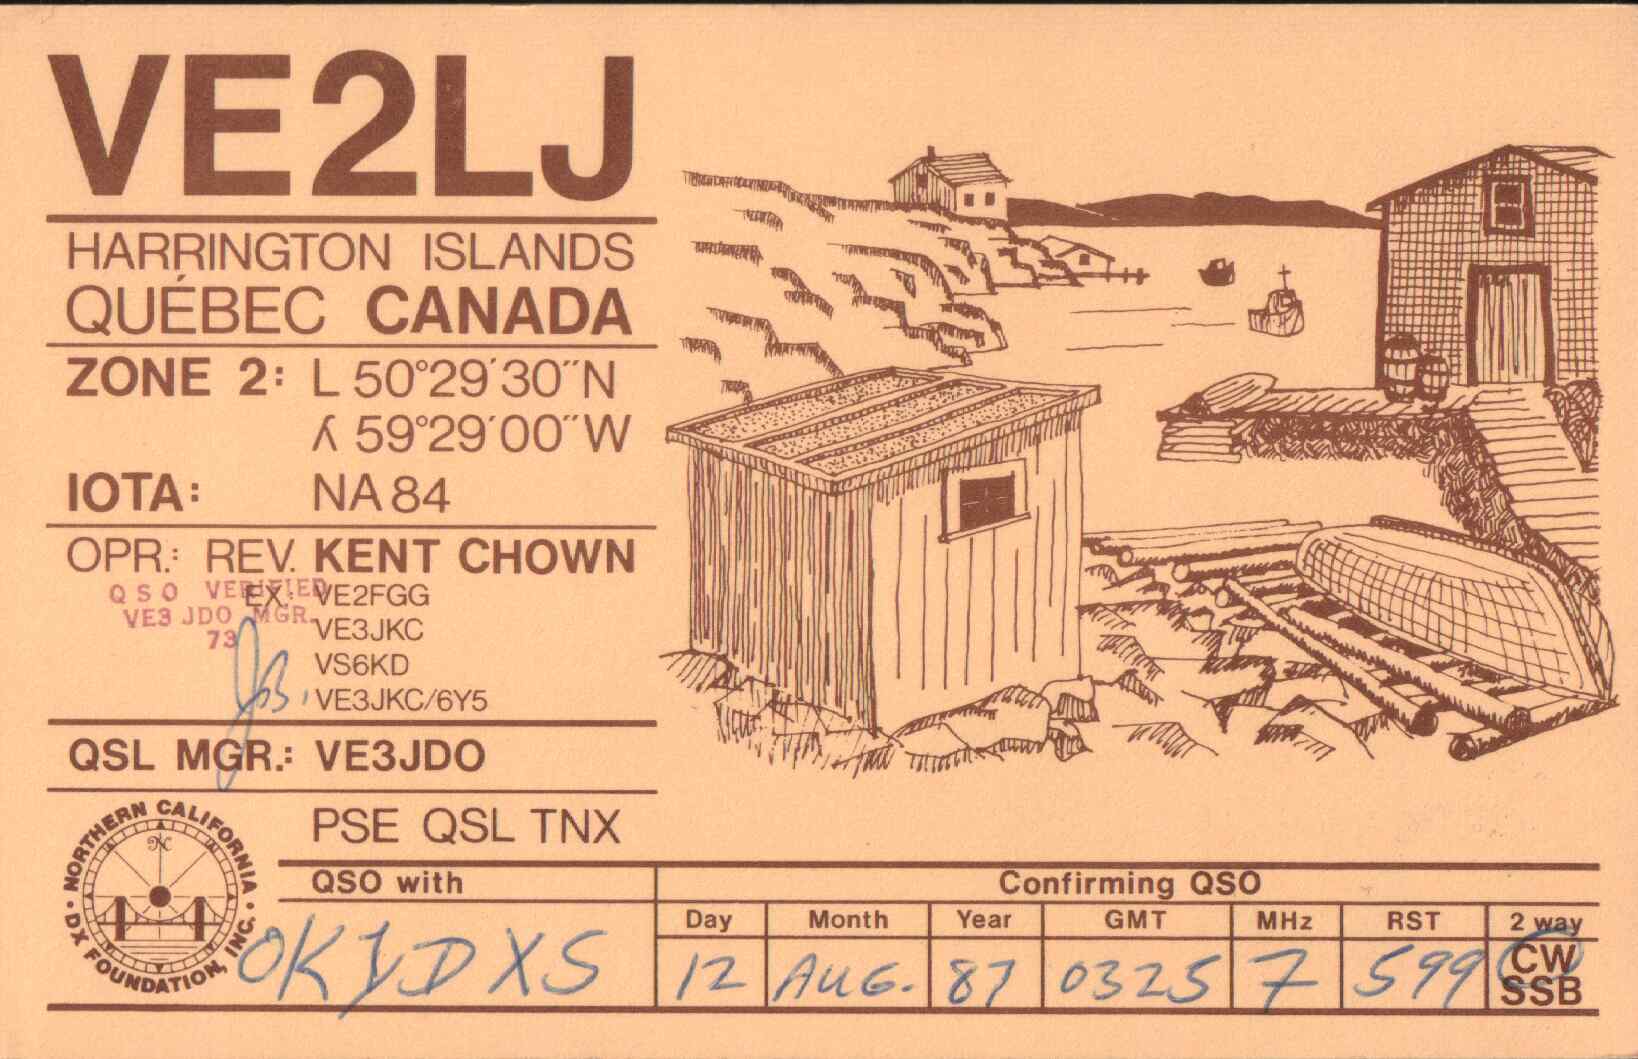 VE2LJ
HARRINGTON ISLANDS
QUÉBEC CANADA
ZONE 2: L 50°29′30″N
59°29′00″W
IOTA: NA84
OPR.: REV. KENT CHOWN
EX: VE2FGG
VE3JKC
VS6KD
VE3JKC/6Y5
QSO VERIFIED
VE3 JDO MGR.
73
QSL MGR.: VE3JDO
PSE QSL TNX
NORTHERN CALIFORNIA
DX FOUNDATION, INC.
N
QSO with
OK1DXS
Confirming QSO
Day Month Year GMT MHz RST 2 way
12 AUG. 87 0325 7 599 CW
SSB